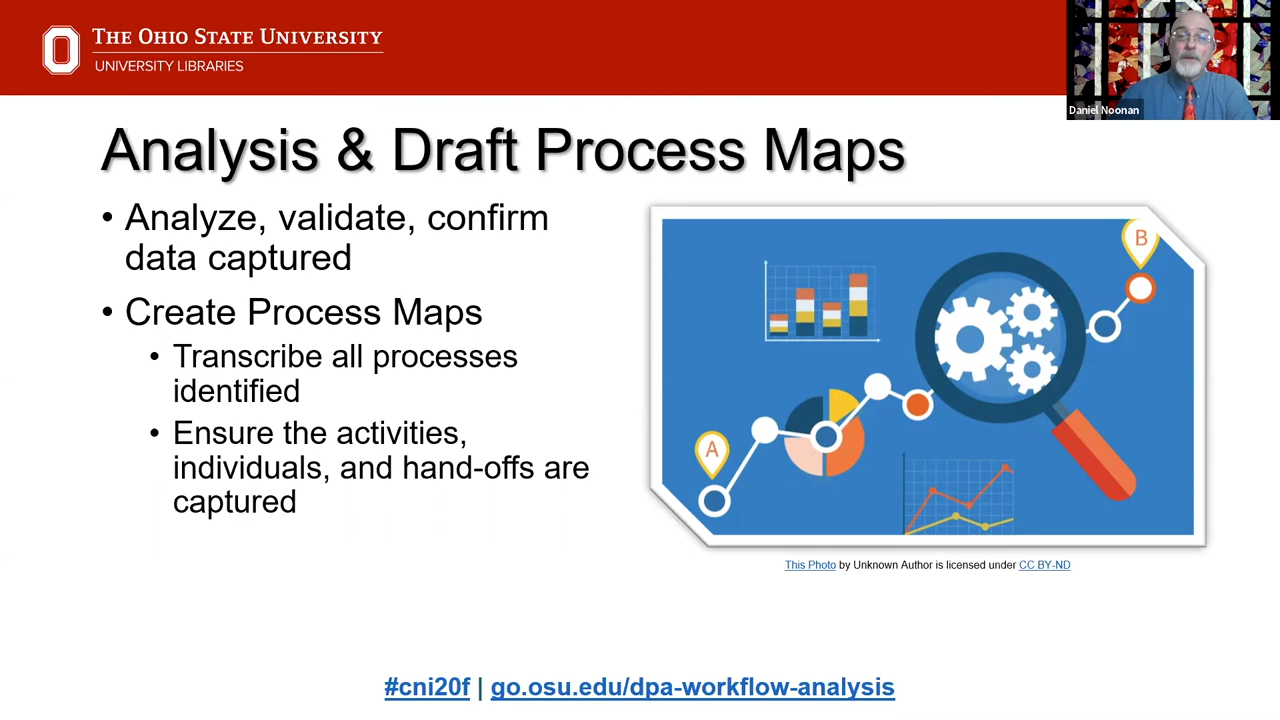 THE OHIO STATE UNIVERSITY
UNIVERSITY LIBRARIES
Daniel Noonan
Analysis & Draft Process Maps
• Analyze, validate, confirm
data captured
• Create Process Maps
• Transcribe all processes
identified
• Ensure the activities,
individuals, and hand-offs are
captured
B
A
This Photo by Unknown Author is licensed under CC BY-ND
#cni20f | go.osu.edu/dpa-workflow-analysis